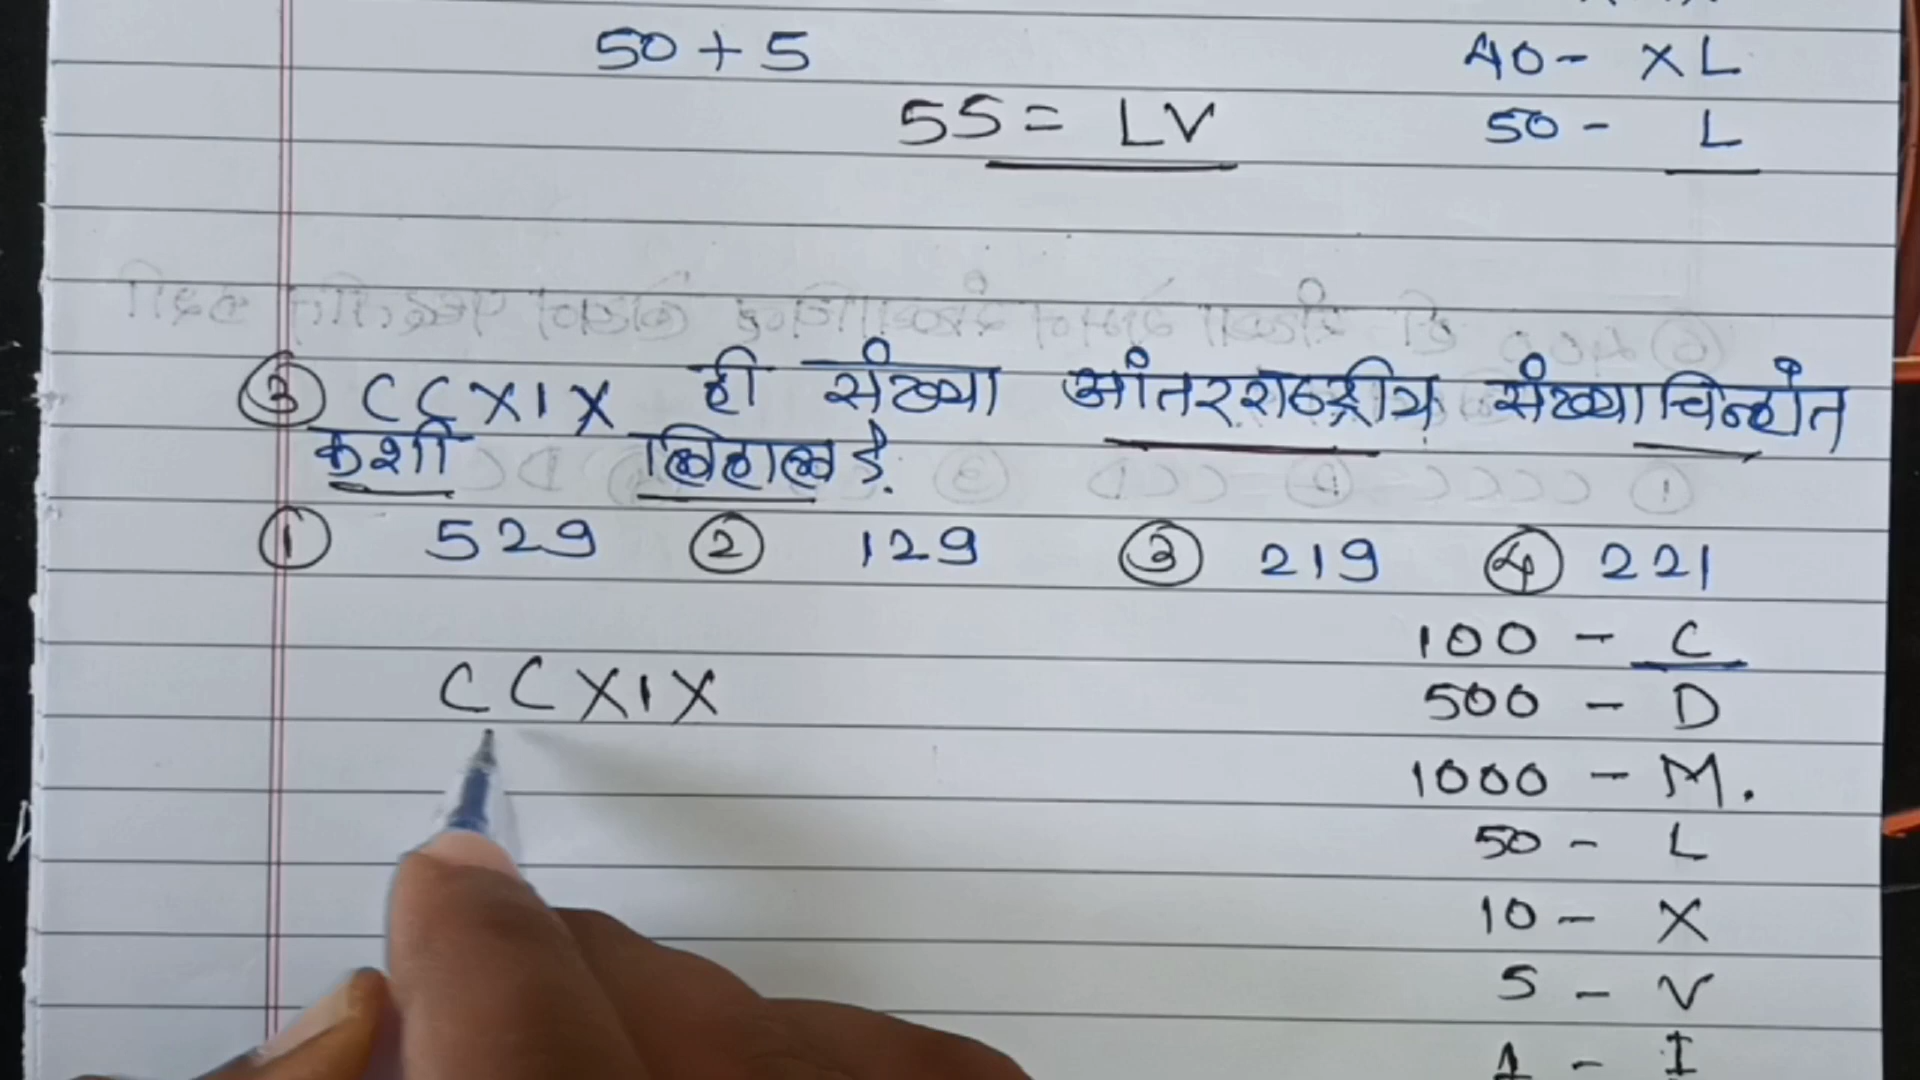 50+5
40- XL
55= LV
50- L
③ CCXIX ही संख्या आंतरराष्ट्रीय संख्याचिन्हांत
कशी लिहाल डे.
① 529 ② 129 ③ 219 ④ 221
100 - C
CCXIX
500 - D
1000 - M.
50 - L
10 - X
5 - V
1 - I